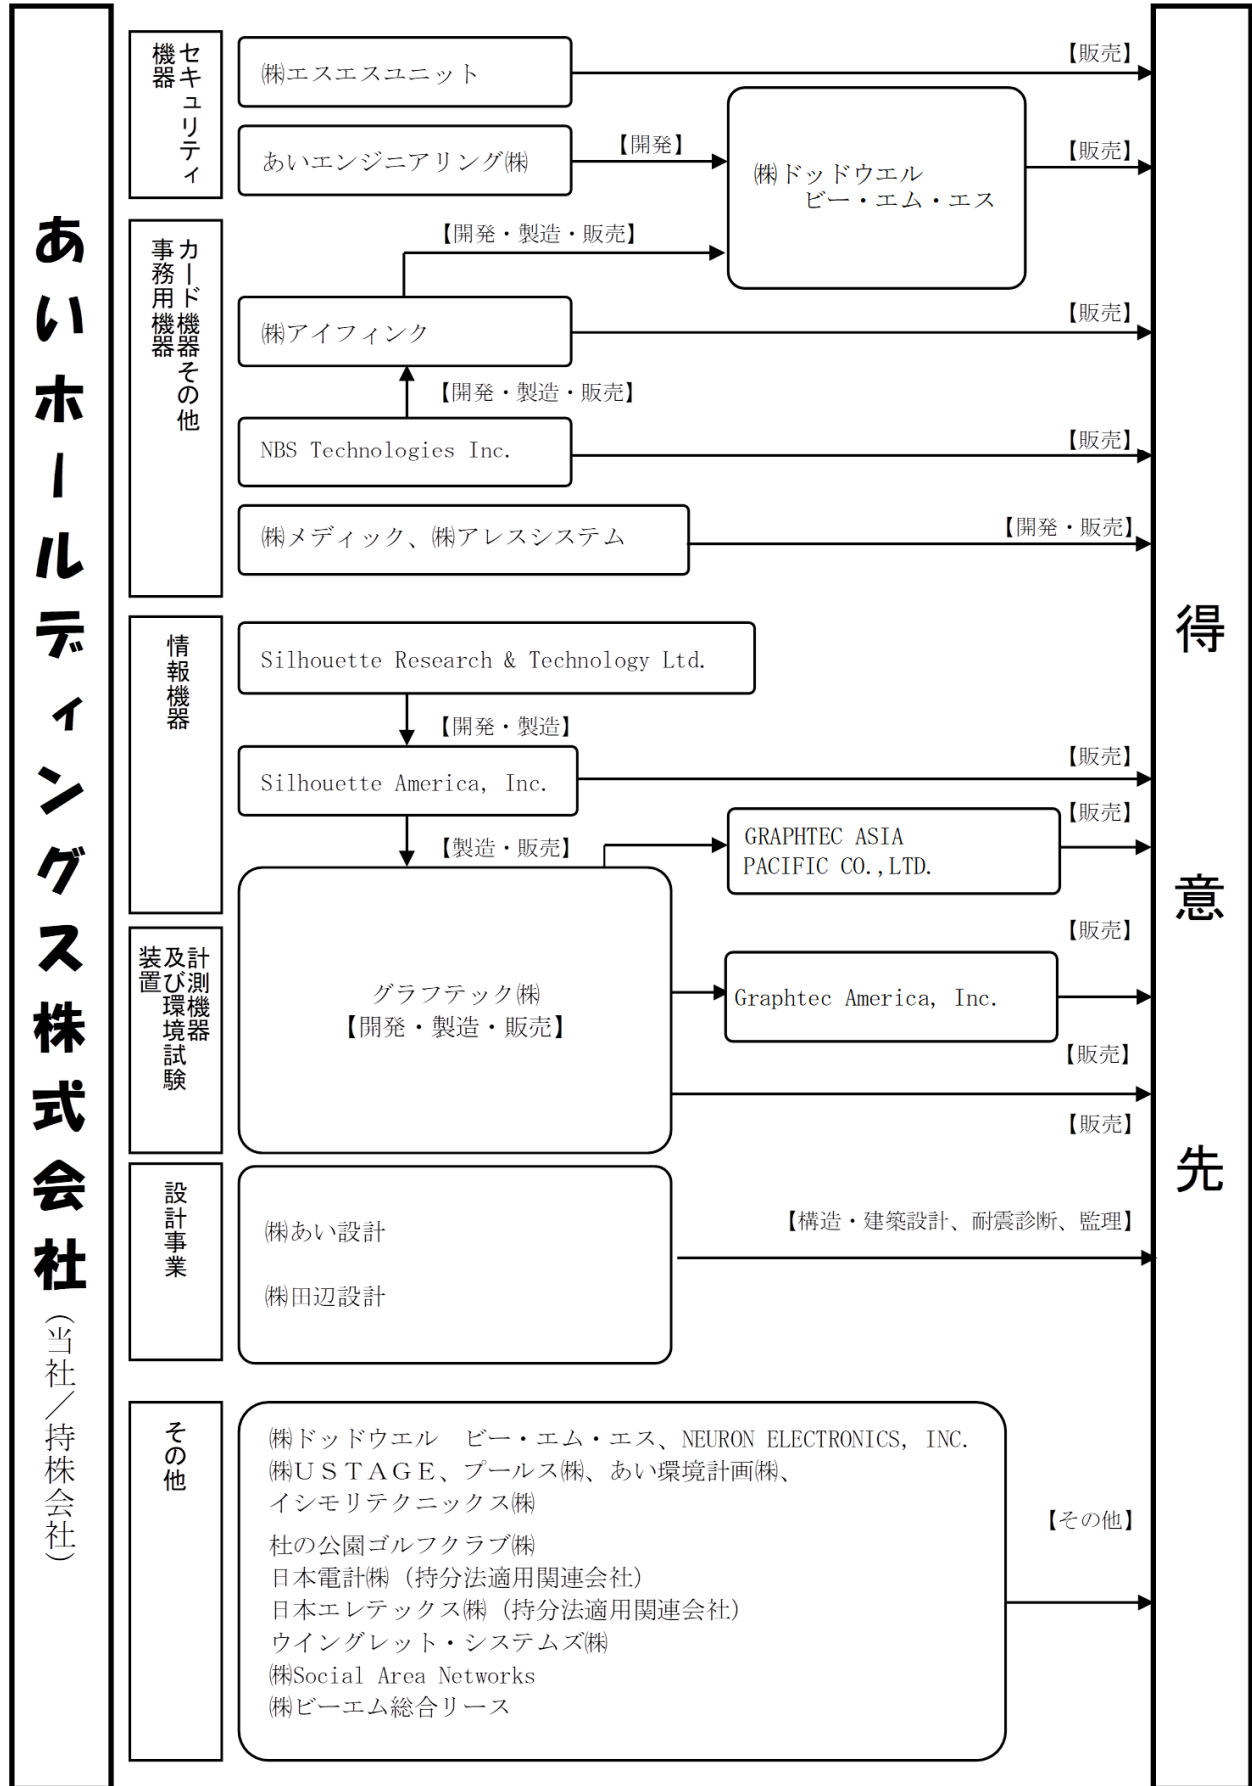 あいホールディングス株式会社（当社／持株会社）
セキュリティ
機器
㈱エスエスユニット
【販売】
あいエンジニアリング㈱
【開発】
㈱ドッドウエル
ビー・エム・エス
【販売】
カード機器その他
事務用機器
【開発・製造・販売】
㈱アイフィンク
【販売】
【開発・製造・販売】
NBS Technologies Inc.
【販売】
㈱メディック、㈱アレスシステム
【開発・販売】
情報機器
Silhouette Research & Technology Ltd.
【開発・製造】
Silhouette America, Inc.
【販売】
【製造・販売】
GRAPHTEC ASIA
PACIFIC CO.,LTD.
【販売】
計測機器
及び環境試験
装置
グラフテック㈱
【開発・製造・販売】
【販売】
Graphtec America, Inc.
【販売】
【販売】
設計事業
㈱あい設計
㈱田辺設計
【構造・建築設計、耐震診断、監理】
その他
㈱ドッドウエル　ビー・エム・エス、NEURON ELECTRONICS, INC.
㈱ＵＳＴＡＧＥ、プールス㈱、あい環境計画㈱、
イシモリテクニックス㈱
杜の公園ゴルフクラブ㈱
日本電計㈱（持分法適用関連会社）
日本エレテックス㈱（持分法適用関連会社）
ウイングレット・システムズ㈱
㈱Social Area Networks
㈱ビーエム総合リース
【その他】
得意先